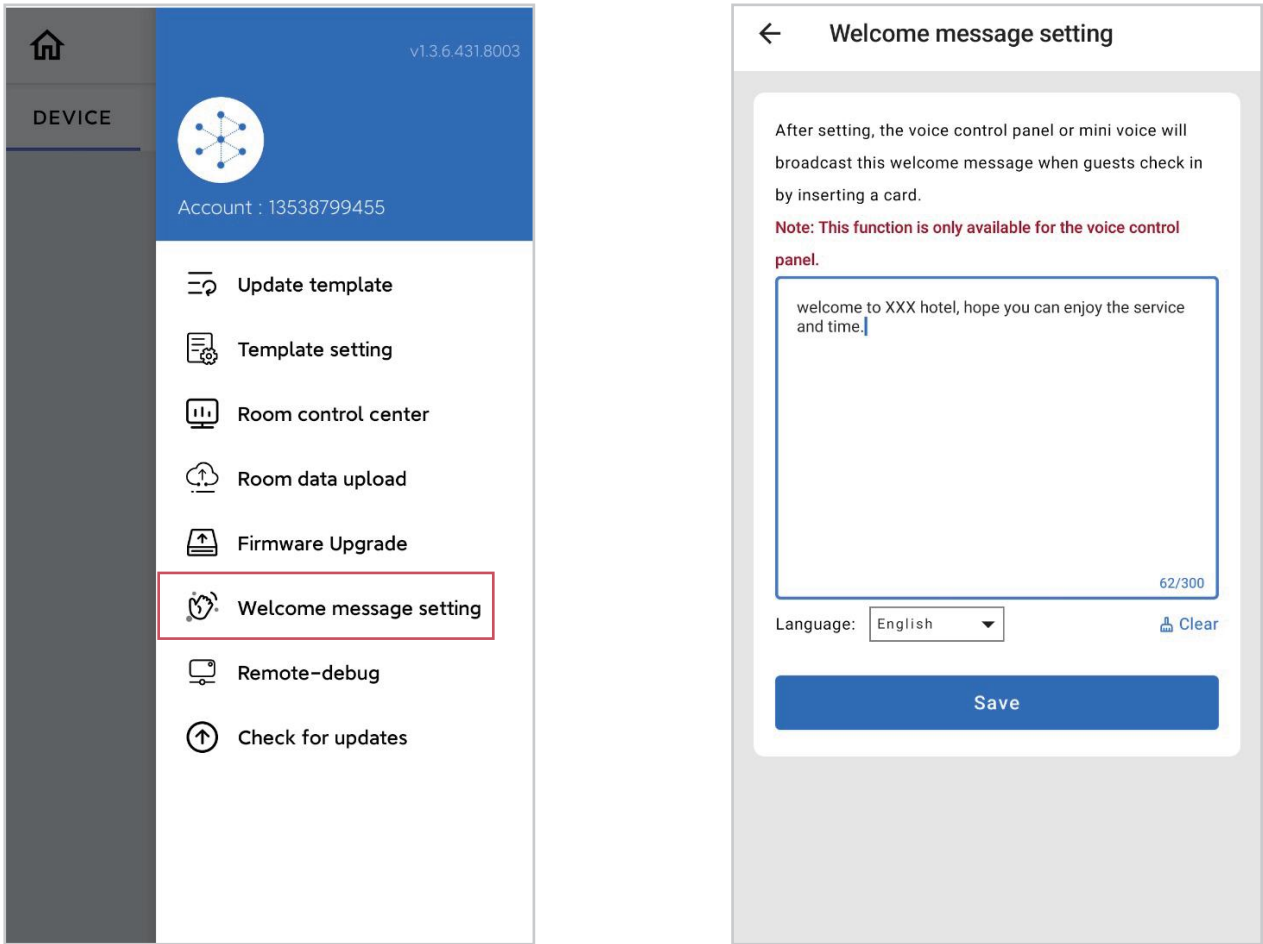 DEVICE
v1.3.6.431.8003
Account : 13538799455
Update template
Template setting
Room control center
Room data upload
Firmware Upgrade
Welcome message setting
Remote-debug
Check for updates
Welcome message setting
After setting, the voice control panel or mini voice will
broadcast this welcome message when guests check in
by inserting a card.
Note: This function is only available for the voice control
panel.
welcome to XXX hotel, hope you can enjoy the service
and time.
62/300
Language: English Clear
Save